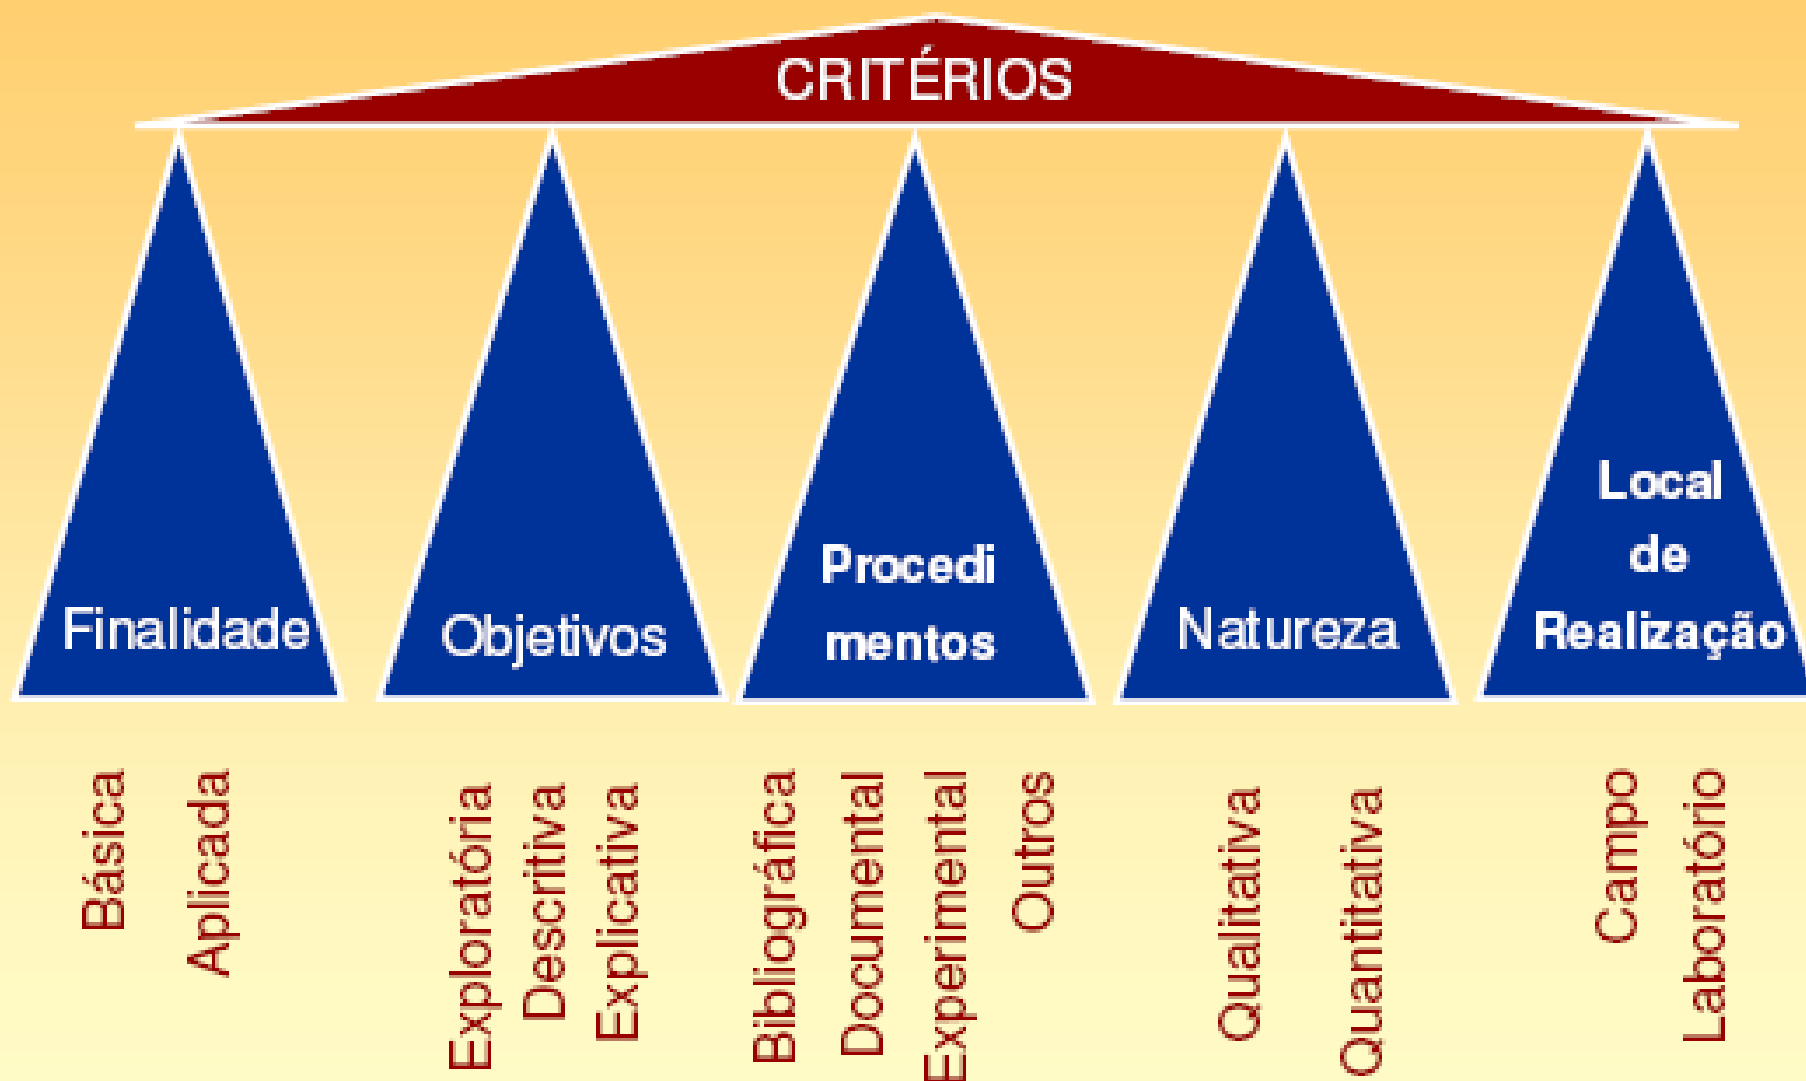 CRITÉRIOS
Finalidade
Objetivos
Procedi
mentos
Natureza
Local
de
Realização
Básica
Aplicada
Exploratória
Descritiva
Explicativa
Bibliográfica
Documental
Experimental
Outros
Qualitativa
Quantitativa
Campo
Laboratório